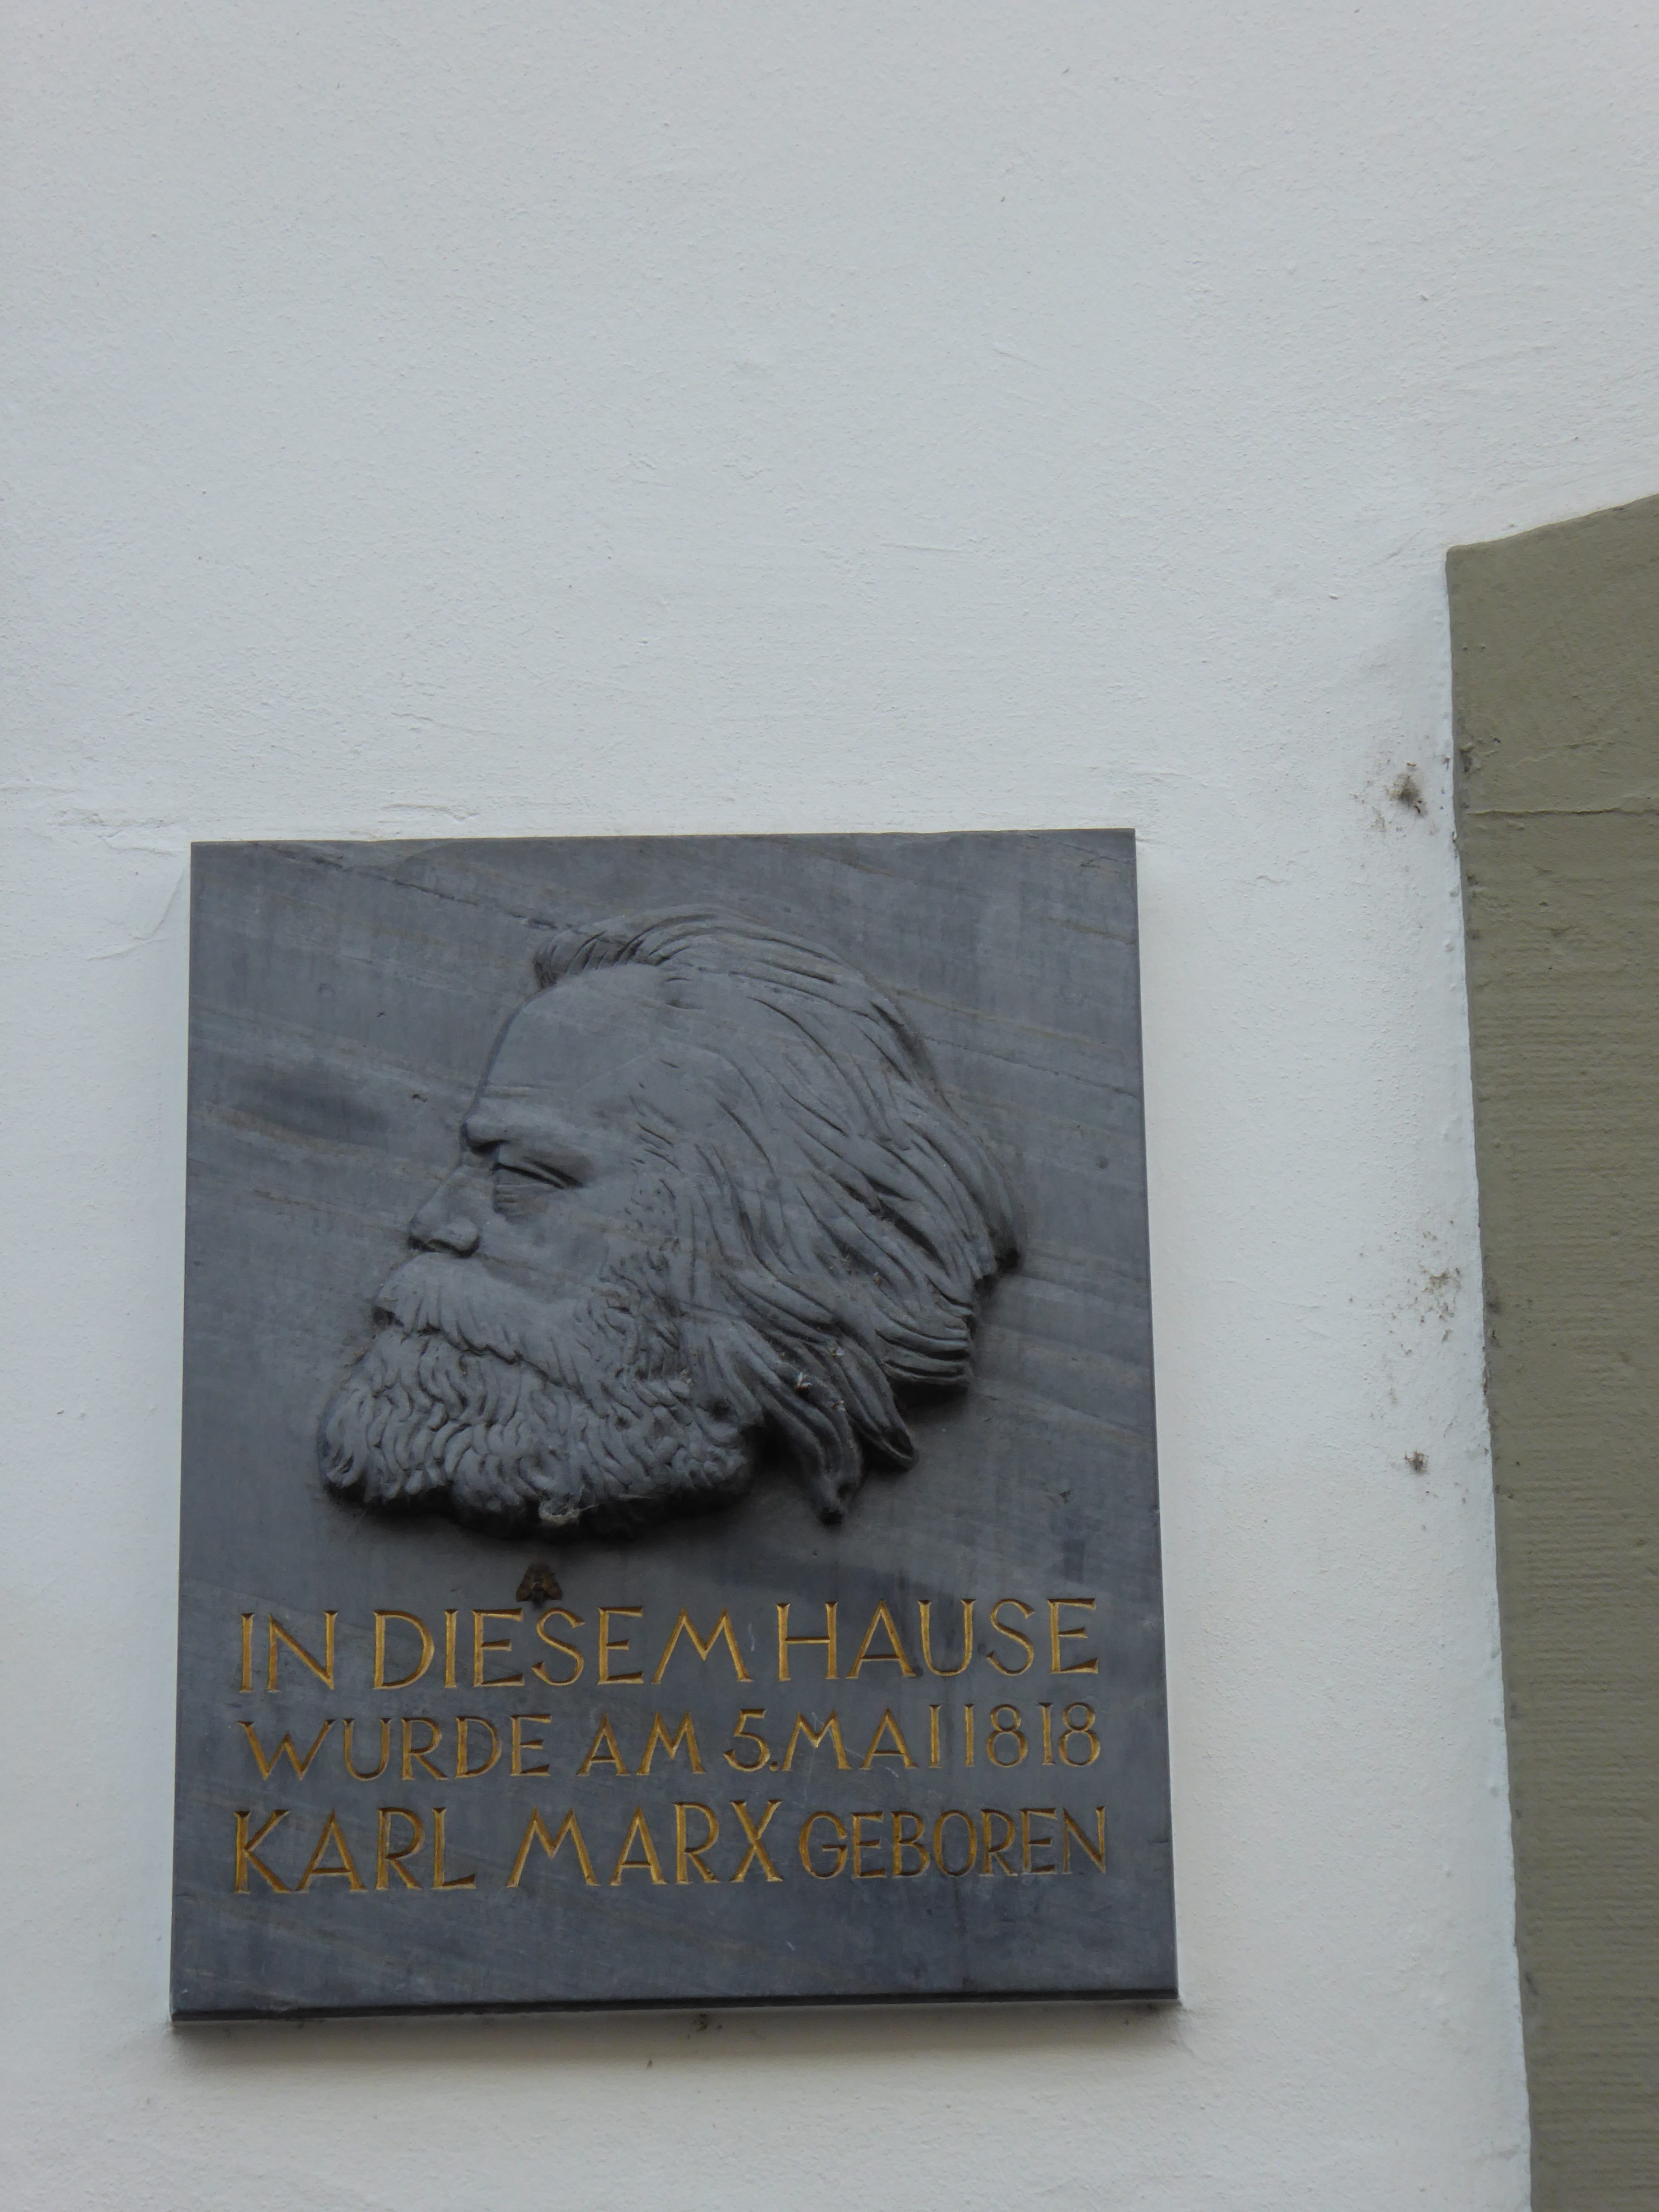 IN DIESEM HAUSE
WURDE AM 5. MAI 1818
KARL MARX GEBOREN